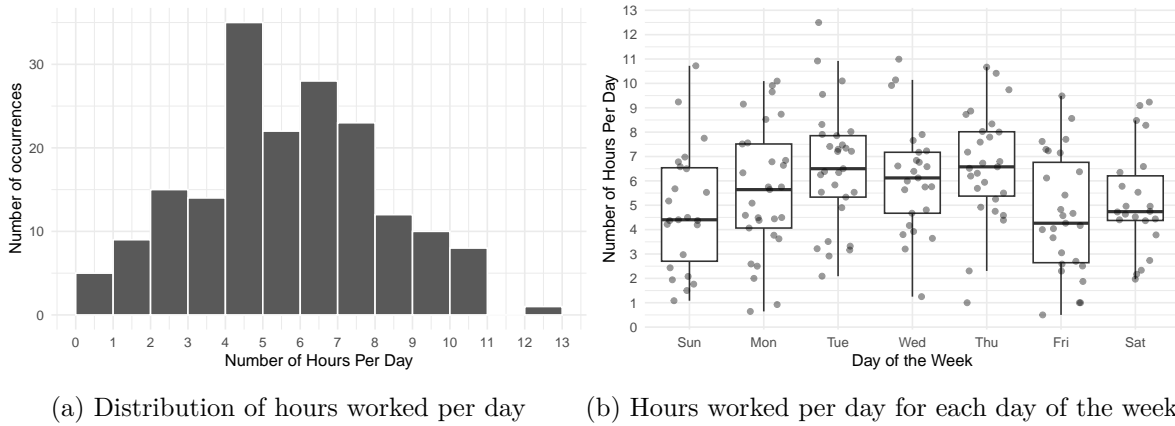 Number of occurrences
30
20
10
0
0 1 2 3 4 5 6 7 8 9 10 11 12 13
Number of Hours Per Day
(a) Distribution of hours worked per day
Number of Hours Per Day
13
12
11
10
9
8
7
6
5
4
3
2
1
0
Sun Mon Tue Wed Thu Fri Sat
Day of the Week
(b) Hours worked per day for each day of the week